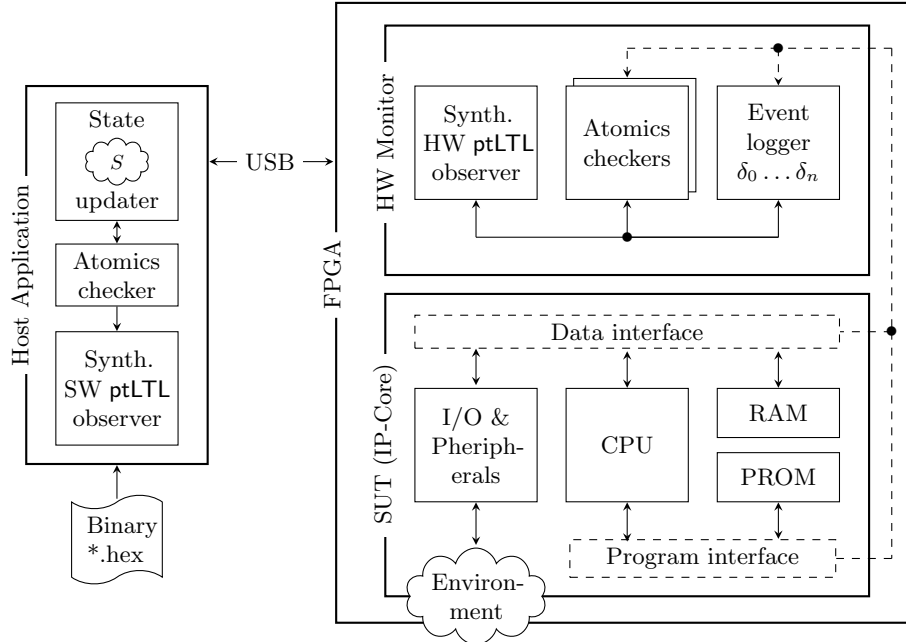 Host Application
State
S
updater
Atomics
checker
Synth.
SW ptLTL
observer
Binary
*.hex
USB
FPGA
HW Monitor
Synth.
HW ptLTL
observer
Atomics
checkers
Event
logger
δ₀ … δₙ
SUT (IP-Core)
Data interface
I/O &
Pheriph-
erals
CPU
RAM
PROM
Program interface
Environ-
ment